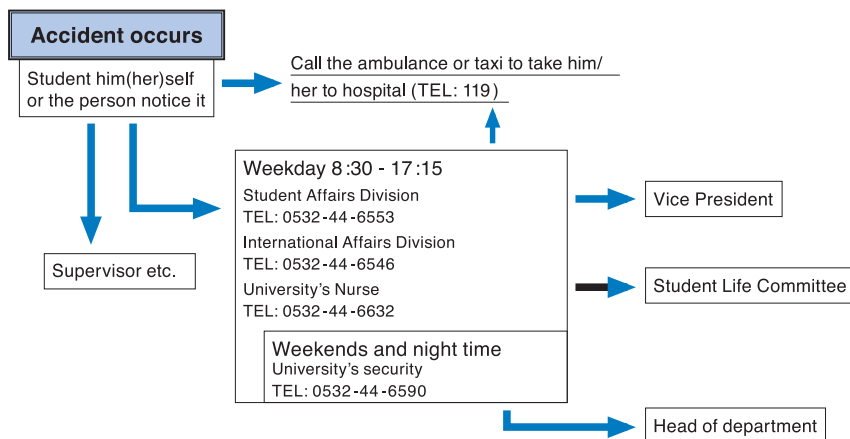 Accident occurs
Student him(her)self
or the person notice it
Call the ambulance or taxi to take him/
her to hospital (TEL: 119)
Weekday 8:30 - 17:15
Student Affairs Division
TEL: 0532-44-6553
International Affairs Division
TEL: 0532-44-6546
University's Nurse
TEL: 0532-44-6632
Weekends and night time
University's security
TEL: 0532-44-6590
Supervisor etc.
Vice President
Student Life Committee
Head of department